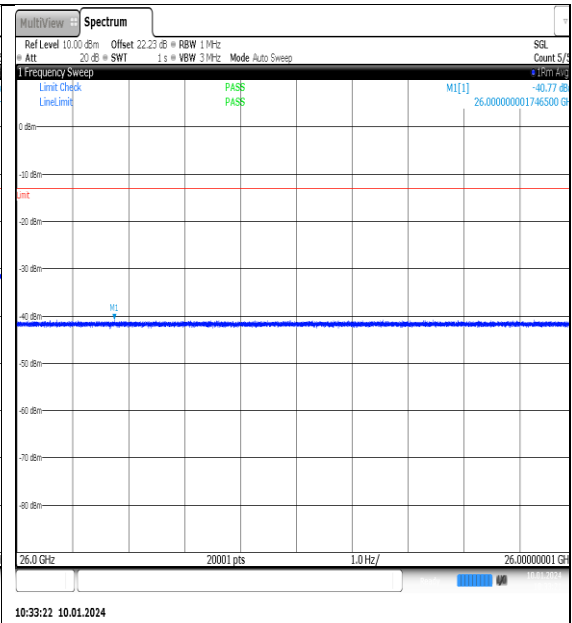 MultiView Spectrum
Ref Level 10.00 dBm Offset 22.23 dB RBW 1 MHz SGL
Att 20 dB SWT 1 s VBW 3 MHz Mode Auto Sweep Count 5/5
1 Frequency Sweep 1Rm Avg
Limit Check PASS M1[1] -40.77 dB
LineLimit PASS 26.000000001746500 GH
0 dBm
-10 dBm
Limit
-20 dBm
-30 dBm
M1
-40 dBm
-50 dBm
-60 dBm
-70 dBm
-80 dBm
26.0 GHz 20001 pts 1.0 Hz/ 26.00000001 GH
10:33:22 10.01.2024